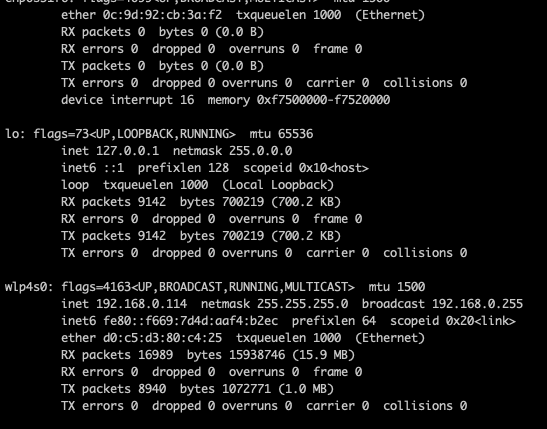 ether 0c:9d:92:cb:3a:f2 txqueuelen 1000 (Ethernet)
RX packets 0 bytes 0 (0.0 B)
RX errors 0 dropped 0 overruns 0 frame 0
TX packets 0 bytes 0 (0.0 B)
TX errors 0 dropped 0 overruns 0 carrier 0 collisions 0
device interrupt 16 memory 0xf7500000-f7520000
lo: flags=73<UP,LOOPBACK,RUNNING> mtu 65536
inet 127.0.0.1 netmask 255.0.0.0
inet6 ::1 prefixlen 128 scopeid 0x10<host>
loop txqueuelen 1000 (Local Loopback)
RX packets 9142 bytes 700219 (700.2 KB)
RX errors 0 dropped 0 overruns 0 frame 0
TX packets 9142 bytes 700219 (700.2 KB)
TX errors 0 dropped 0 overruns 0 carrier 0 collisions 0
wlp4s0: flags=4163<UP,BROADCAST,RUNNING,MULTICAST> mtu 1500
inet 192.168.0.114 netmask 255.255.255.0 broadcast 192.168.0.255
inet6 fe80::f669:7d4d:aaf4:b2ec prefixlen 64 scopeid 0x20<link>
ether d0:c5:d3:80:c4:25 txqueuelen 1000 (Ethernet)
RX packets 16989 bytes 15938746 (15.9 MB)
RX errors 0 dropped 0 overruns 0 frame 0
TX packets 8940 bytes 1072771 (1.0 MB)
TX errors 0 dropped 0 overruns 0 carrier 0 collisions 0